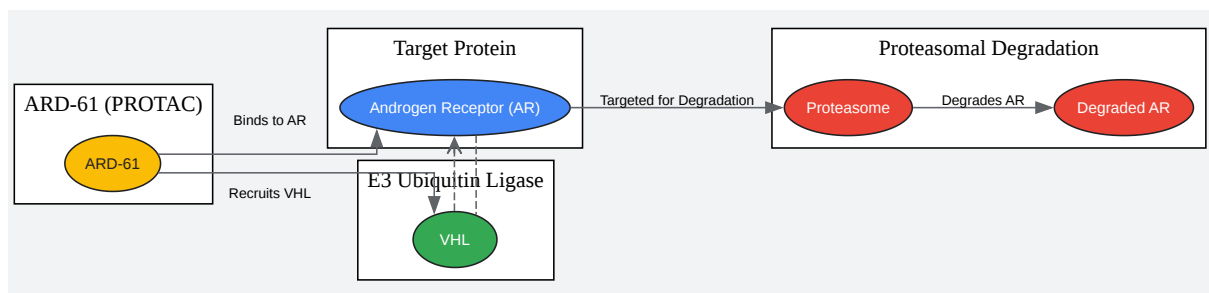 Target Protein
Proteasomal Degradation
ARD-61 (PROTAC)
Androgen Receptor (AR)
Targeted for Degradation
Proteasome
Degrades AR
Degraded AR
Binds to AR
ARD-61
E3 Ubiquitin Ligase
Recruits VHL
VHL